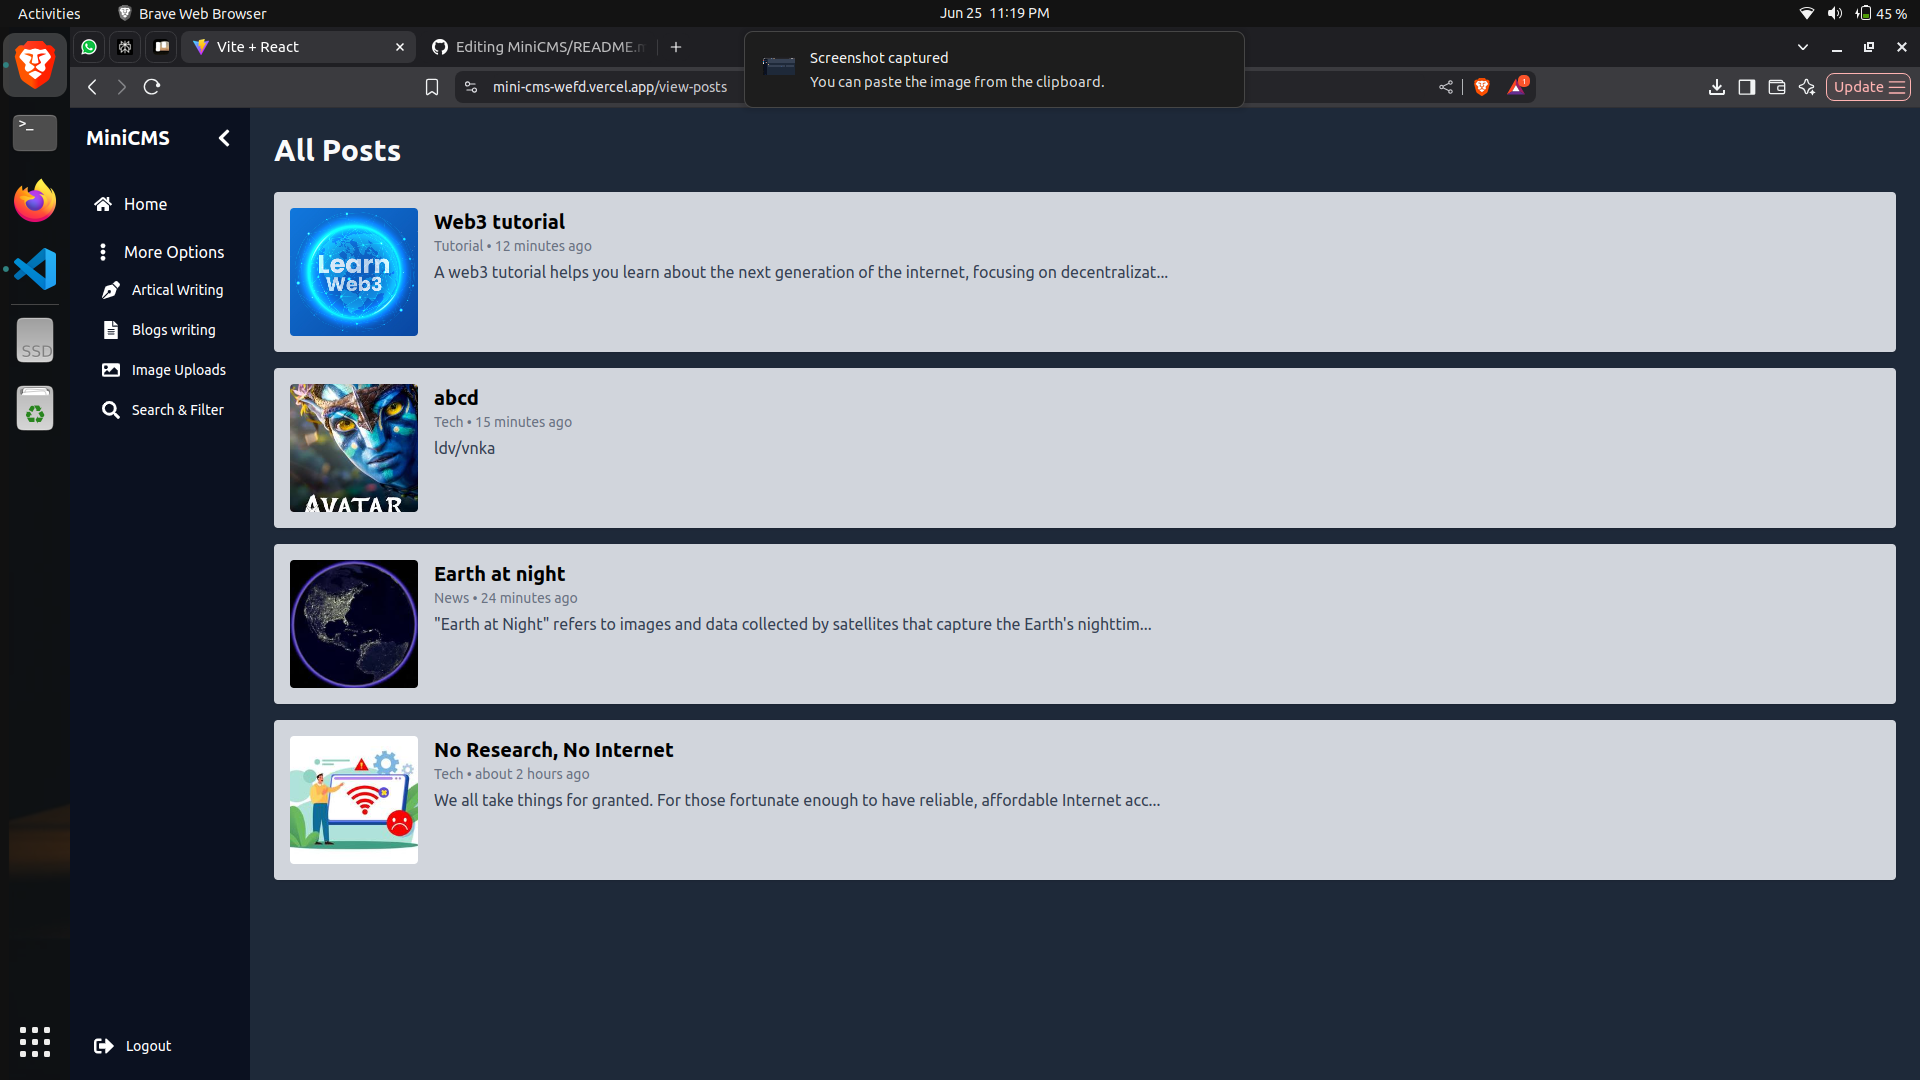 Activities
Brave Web Browser
Jun 25 11:19 PM
45 %
Vite + React
Editing MiniCMS/README.m
Screenshot captured
You can paste the image from the clipboard.
mini-cms-wefd.vercel.app/view-posts
1
Update
MiniCMS
Home
More Options
Artical Writing
Blogs writing
Image Uploads
Search & Filter
Logout
SSD
All Posts
Learn
Web3
Web3 tutorial
Tutorial • 12 minutes ago
A web3 tutorial helps you learn about the next generation of the internet, focusing on decentralizat...
AVATAR
abcd
Tech • 15 minutes ago
ldv/vnka
Earth at night
News • 24 minutes ago
"Earth at Night" refers to images and data collected by satellites that capture the Earth's nighttim...
No Research, No Internet
Tech • about 2 hours ago
We all take things for granted. For those fortunate enough to have reliable, affordable Internet acc...